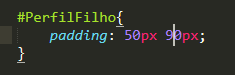 #PerfilFilho{
padding: 50px 90px;
}